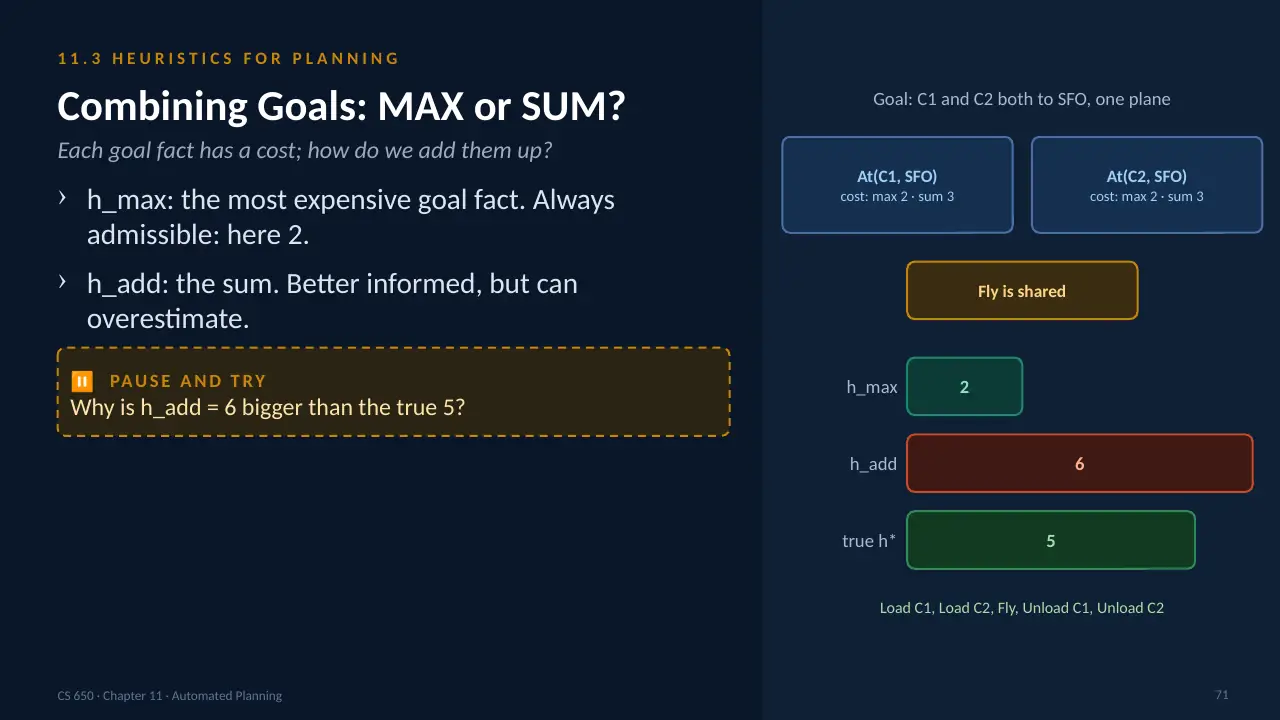 11.3 HEURISTICS FOR PLANNING
Combining Goals: MAX or SUM?
Each goal fact has a cost; how do we add them up?
› h_max: the most expensive goal fact. Always
admissible: here 2.
› h_add: the sum. Better informed, but can
overestimate.
⏸ PAUSE AND TRY
Why is h_add = 6 bigger than the true 5?
Goal: C1 and C2 both to SFO, one plane
At(C1, SFO)
cost: max 2 · sum 3
At(C2, SFO)
cost: max 2 · sum 3
Fly is shared
h_max
2
h_add
6
true h*
5
Load C1, Load C2, Fly, Unload C1, Unload C2
CS 650 · Chapter 11 · Automated Planning
71